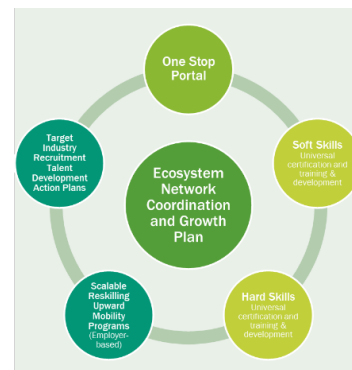 One Stop
Portal
Target
Industry
Recruitment
Talent
Development
Action Plans
Soft Skills
Universal
certification and
training &
development
Ecosystem
Network
Coordination
and Growth
Plan
Scalable
Reskilling
Upward
Mobility
Programs
(Employer-
based)
Hard Skills
Universal
certification and
training &
development